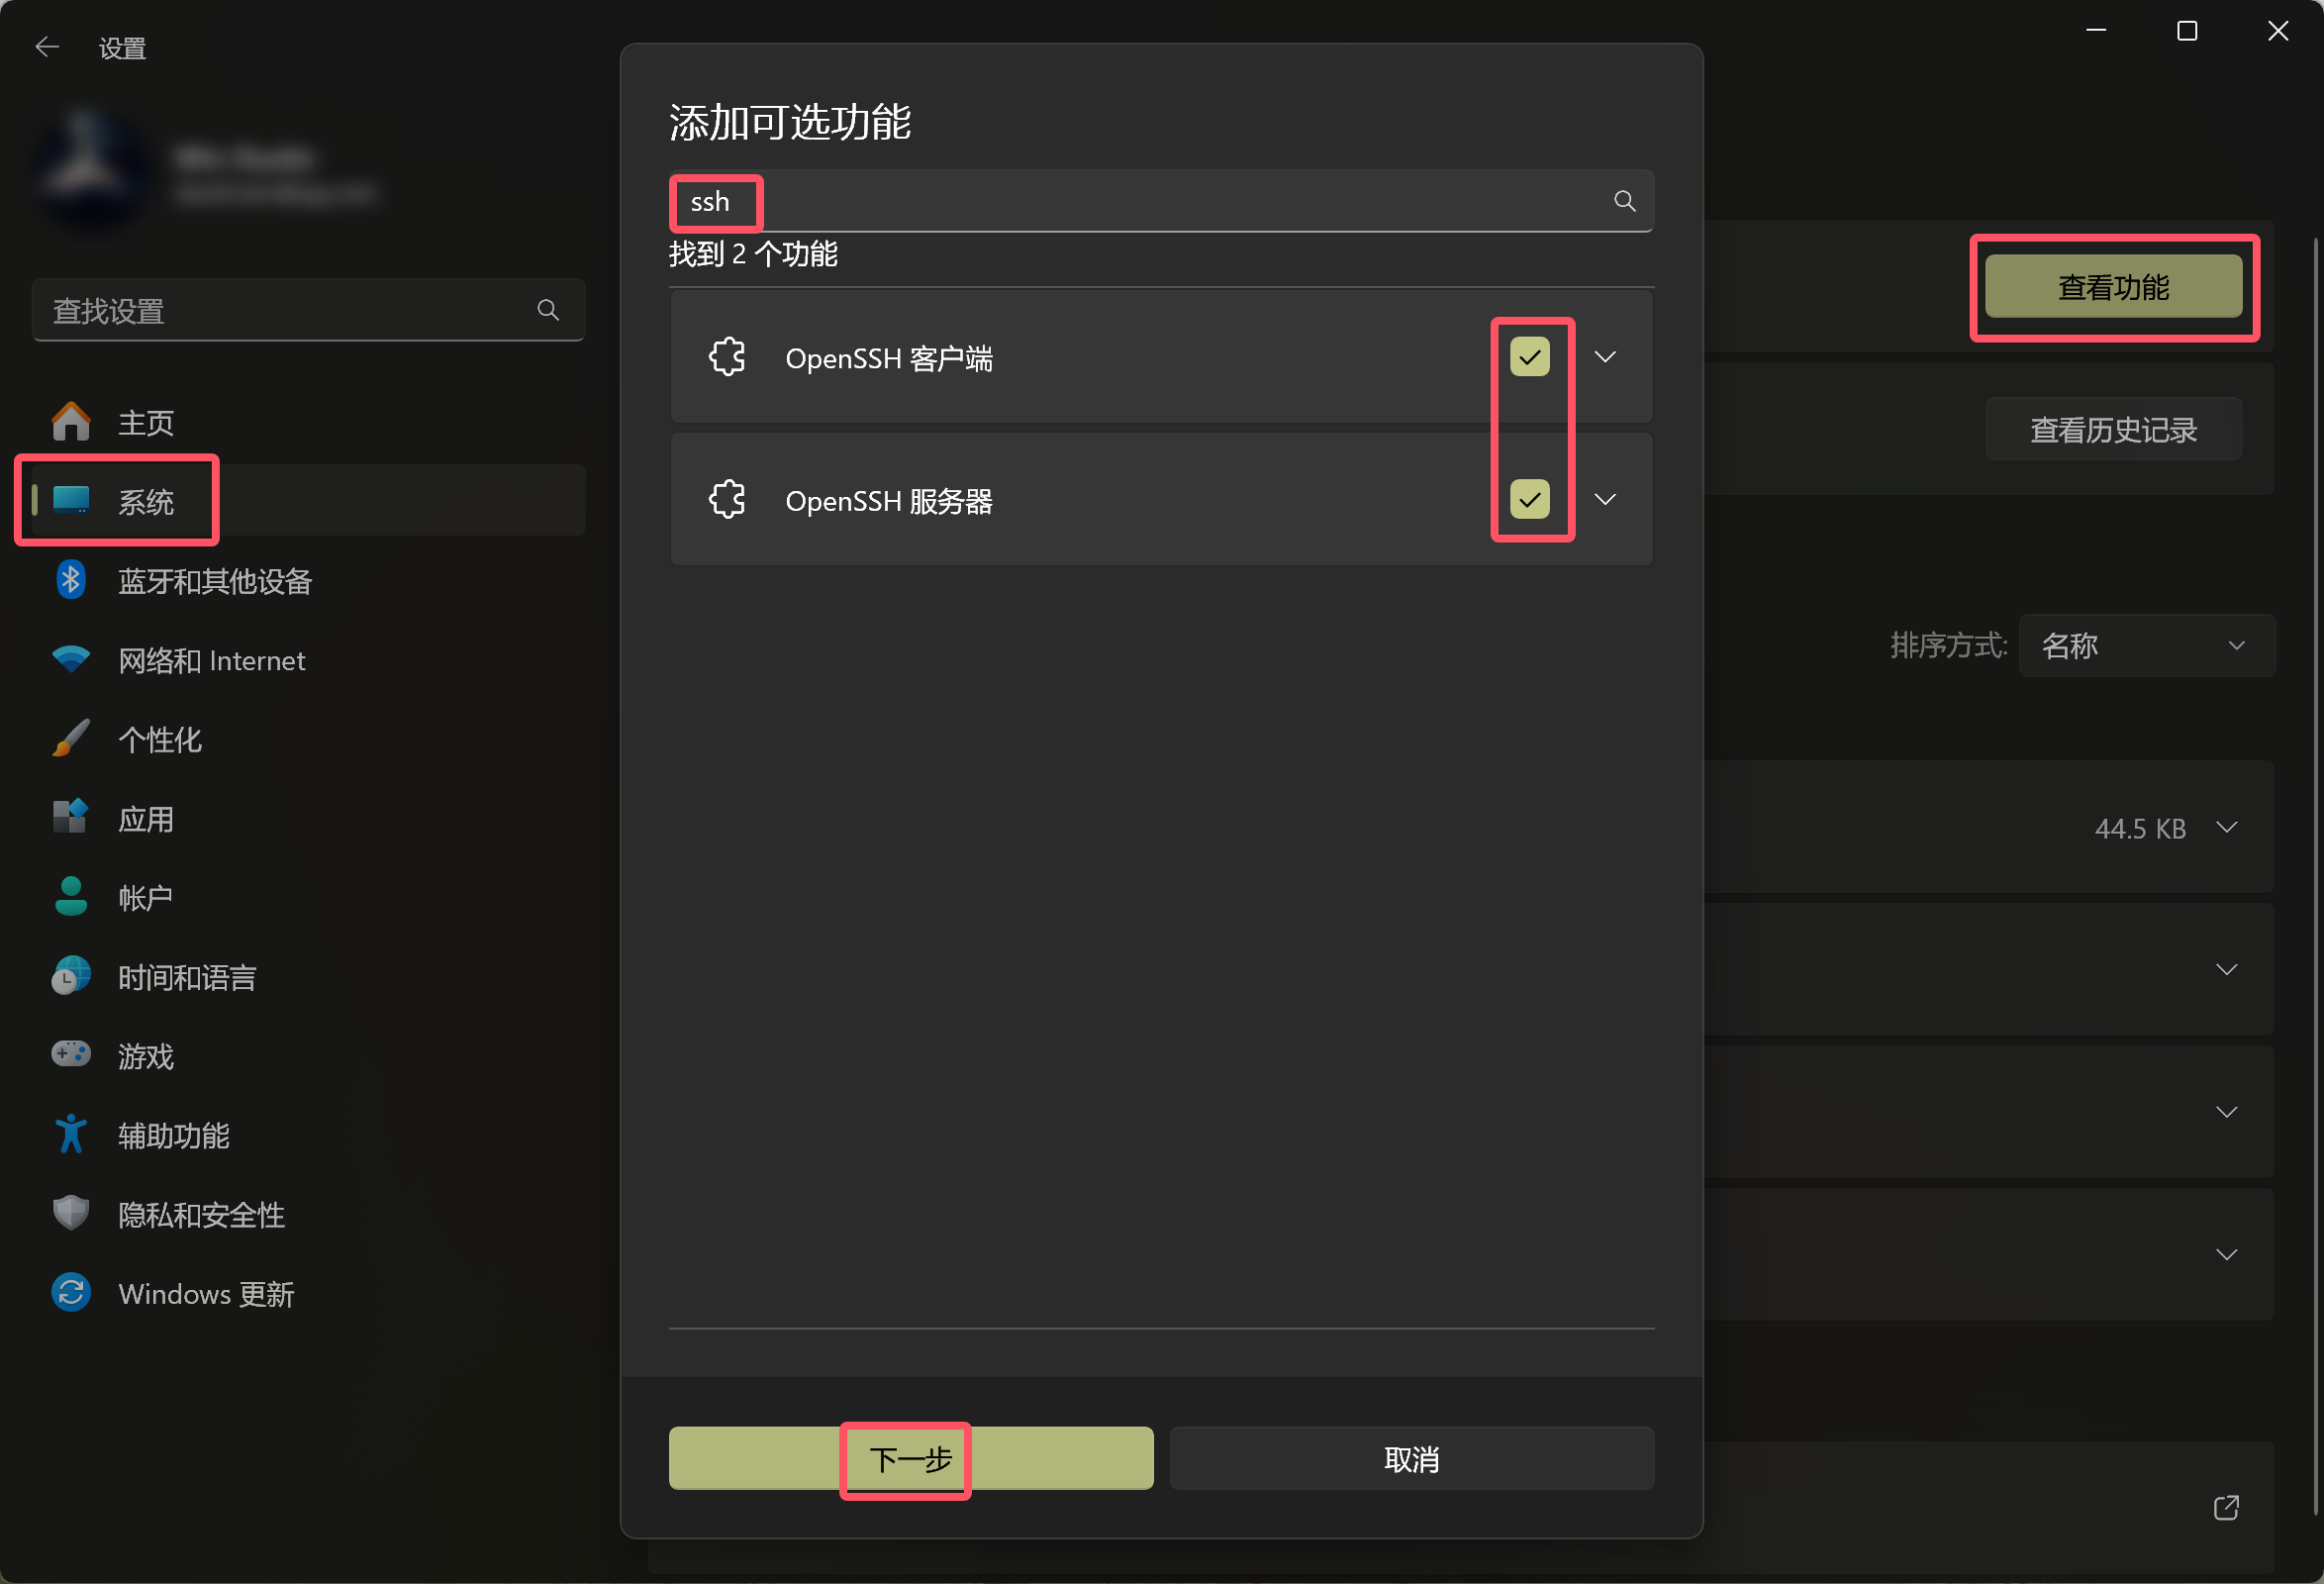 设置
查找设置
主页
系统
蓝牙和其他设备
网络和 Internet
个性化
应用
帐户
时间和语言
游戏
辅助功能
隐私和安全性
Windows 更新
添加可选功能
ssh
找到 2 个功能
OpenSSH 客户端
OpenSSH 服务器
下一步
取消
查看功能
查看历史记录
排序方式:
名称
44.5 KB